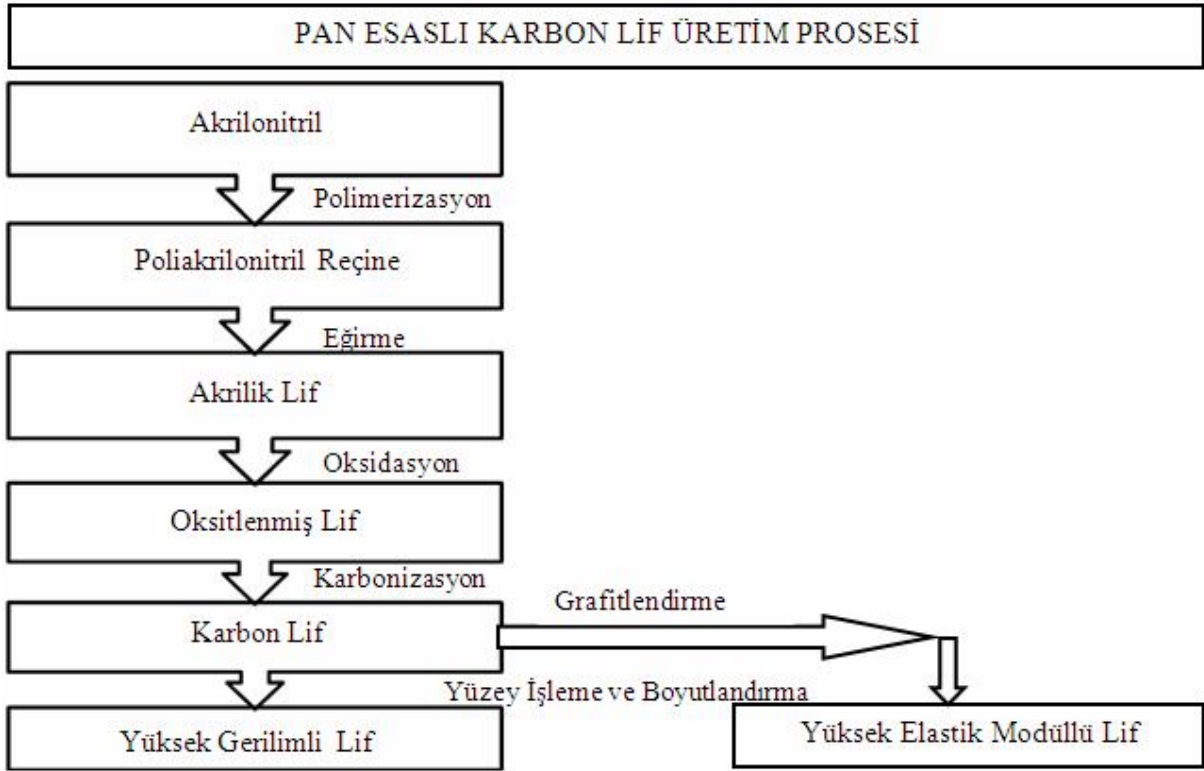 PAN ESASLI KARBON LİF ÜRETİM PROSESİ
Akrilonitril
Polimerizasyon
Poliakrilonitril Reçine
Eğirme
Akrilik Lif
Oksidasyon
Oksitlenmiş Lif
Karbonizasyon
Grafitlendirme
Karbon Lif
Yüzey İşleme ve Boyutlandırma
Yüksek Gerilimli Lif
Yüksek Elastik Modüllü Lif